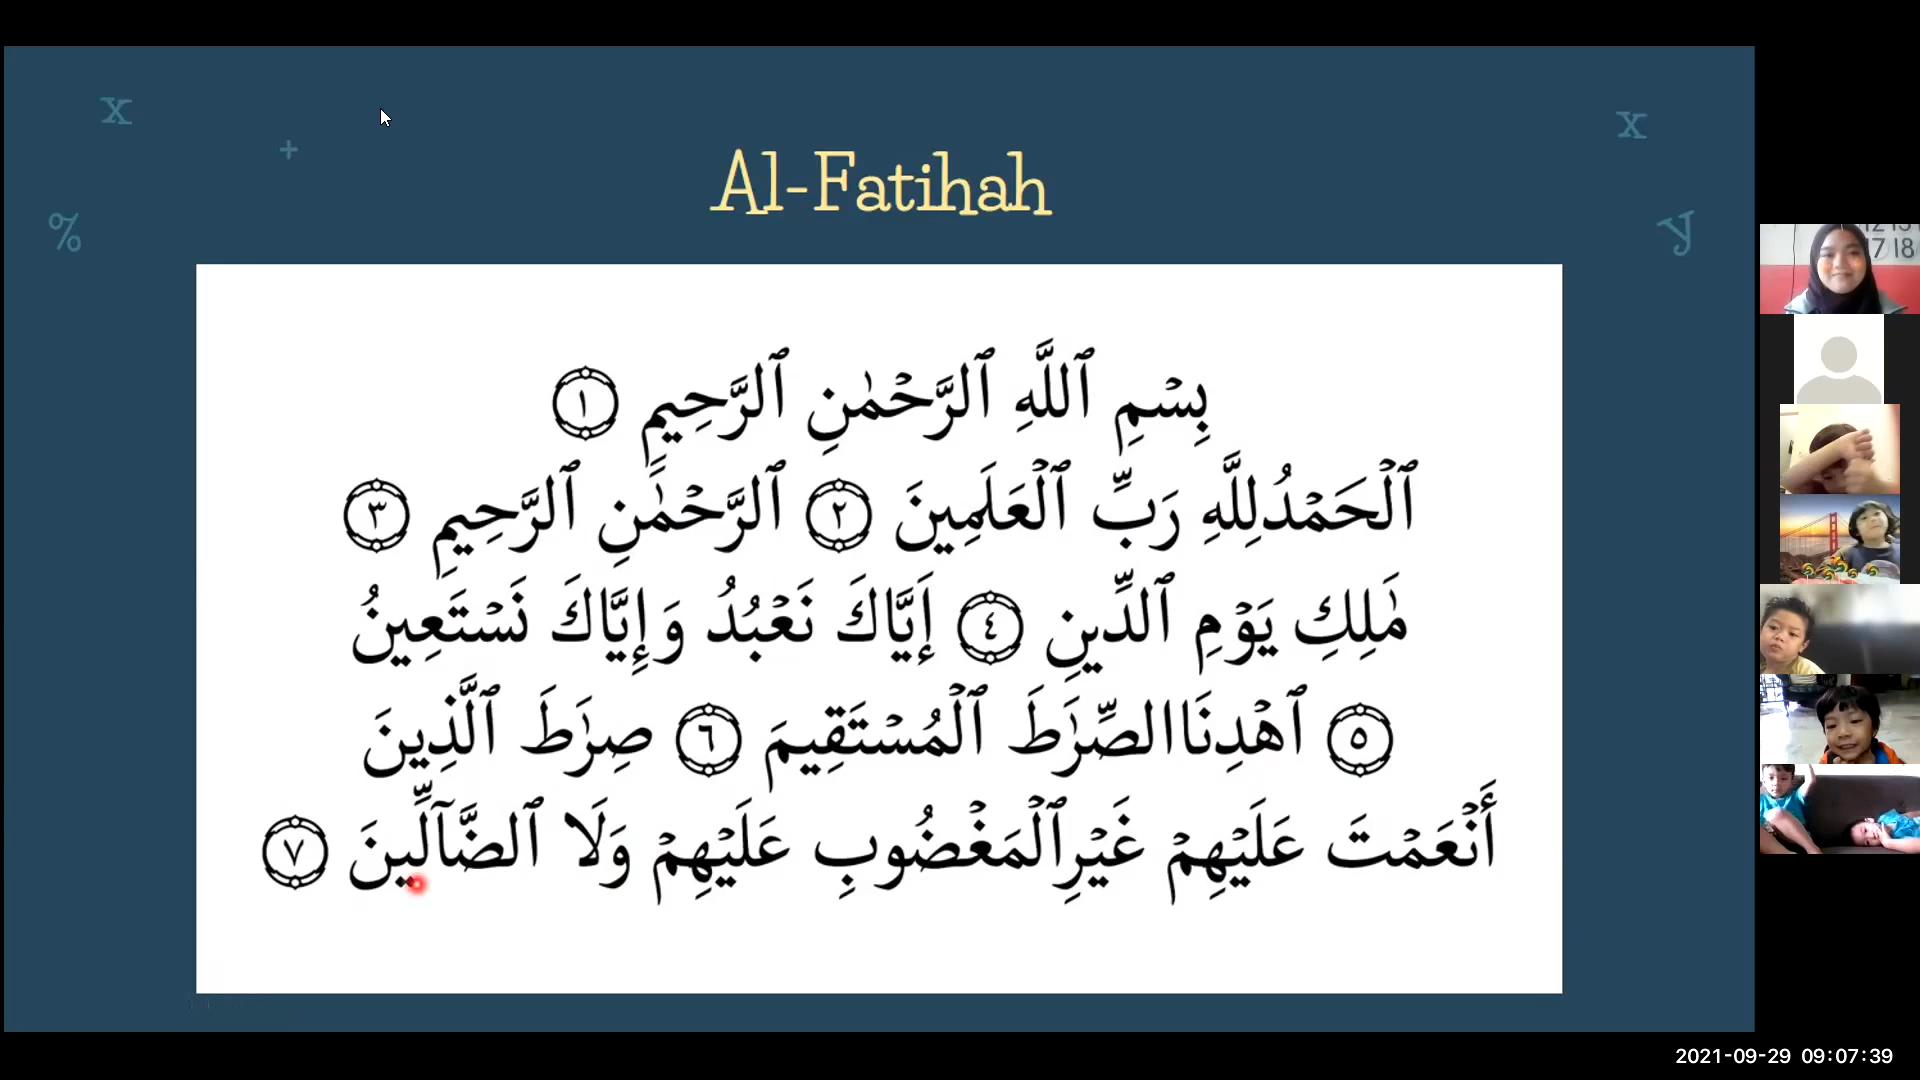 x
+
%
x
y
Al-Fatihah
بِسْمِ ٱللَّهِ ٱلرَّحْمَٰنِ ٱلرَّحِيمِ ١
ٱلْحَمْدُلِلَّهِ رَبِّ ٱلْعَلَمِينَ ٢ ٱلرَّحْمَٰنِ ٱلرَّحِيمِ ٣
مَٰلِكِ يَوْمِ ٱلدِّينِ ٤ إِيَّاكَ نَعْبُدُ وَإِيَّاكَ نَسْتَعِينُ
٥ ٱهْدِنَاالصِّرَٰطَ ٱلْمُسْتَقِيمَ ٦ صِرَٰطَ ٱلَّذِينَ
أَنْعَمْتَ عَلَيْهِمْ غَيْرِٱلْمَغْضُوبِ عَلَيْهِمْ وَلَا ٱلضَّآلِّينَ ٧
12 13
17 18
2021-09-29 09:07:39